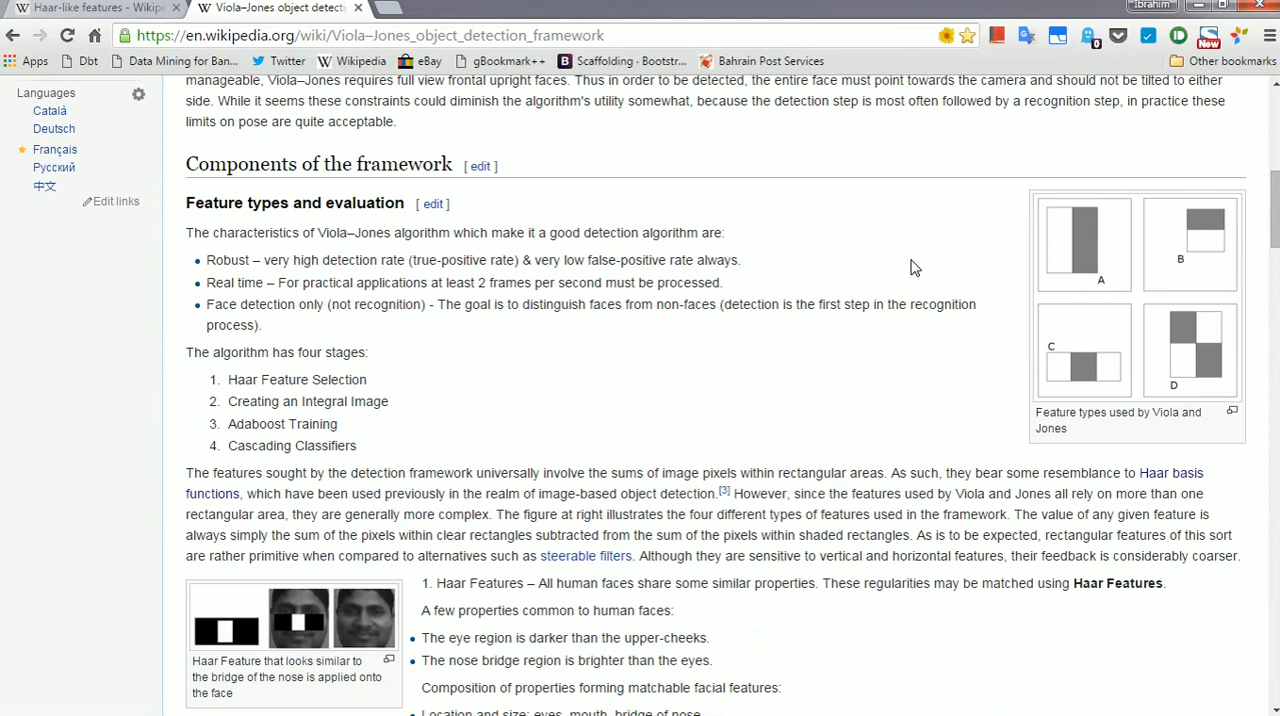 Haar-like features - Wikip
Viola–Jones object detecti
Ibrahim
https://en.wikipedia.org/wiki/Viola–Jones_object_detection_framework
0
New
Apps
Dbt
Data Mining for Ban...
Twitter
Wikipedia
eBay
gBookmark++
Scaffolding · Bootstr...
Bahrain Post Services
Other bookmarks
Languages
Català
Deutsch
Français
Русский
中文
Edit links
manageable, Viola–Jones requires full view frontal upright faces. Thus in order to be detected, the entire face must point towards the camera and should not be tilted to either
side. While it seems these constraints could diminish the algorithm's utility somewhat, because the detection step is most often followed by a recognition step, in practice these
limits on pose are quite acceptable.
Components of the framework [ edit ]
Feature types and evaluation [ edit ]
The characteristics of Viola–Jones algorithm which make it a good detection algorithm are:
Robust – very high detection rate (true-positive rate) & very low false-positive rate always.
Real time – For practical applications at least 2 frames per second must be processed.
Face detection only (not recognition) - The goal is to distinguish faces from non-faces (detection is the first step in the recognition
process).
The algorithm has four stages:
1. Haar Feature Selection
2. Creating an Integral Image
3. Adaboost Training
4. Cascading Classifiers
A
B
C
D
Feature types used by Viola and
Jones
The features sought by the detection framework universally involve the sums of image pixels within rectangular areas. As such, they bear some resemblance to Haar basis
functions, which have been used previously in the realm of image-based object detection.[3] However, since the features used by Viola and Jones all rely on more than one
rectangular area, they are generally more complex. The figure at right illustrates the four different types of features used in the framework. The value of any given feature is
always simply the sum of the pixels within clear rectangles subtracted from the sum of the pixels within shaded rectangles. As is to be expected, rectangular features of this sort
are rather primitive when compared to alternatives such as steerable filters. Although they are sensitive to vertical and horizontal features, their feedback is considerably coarser.
Haar Feature that looks similar to
the bridge of the nose is applied onto
the face
1. Haar Features – All human faces share some similar properties. These regularities may be matched using Haar Features.
A few properties common to human faces:
The eye region is darker than the upper-cheeks.
The nose bridge region is brighter than the eyes.
Composition of properties forming matchable facial features:
Location and size: eyes, mouth, bridge of nose